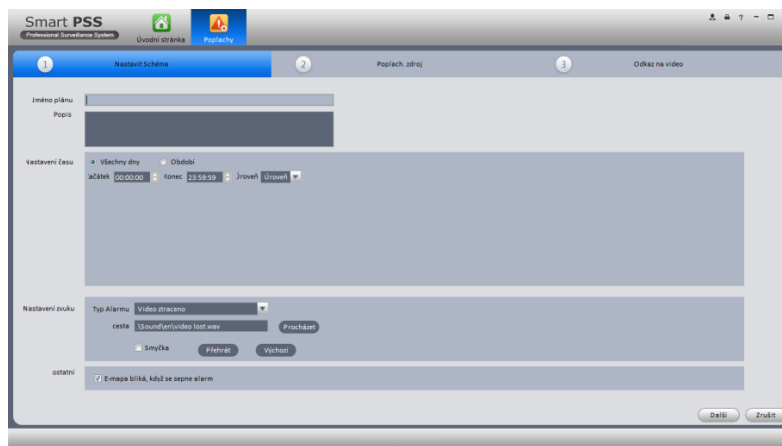 Smart PSS
Professional Surveillance System
Úvodní stránka
Poplachy
? - □
1 Nastavit Schéma
2 Poplach. zdroj
3 Odkaz na video
Jméno plánu
Popis
Nastavení času
Všechny dny Období
ačátek 00:00:00 Konec 23:59:59 Úroveň Úroveň
Nastavení zvuku
Typ Alarmu Video ztraceno
cesta \Sound\en\video lost.wav Procházet
Smyčka Přehrát Výchozí
ostatní
E-mapa bliká, když se sepne alarm
Další Zrušit